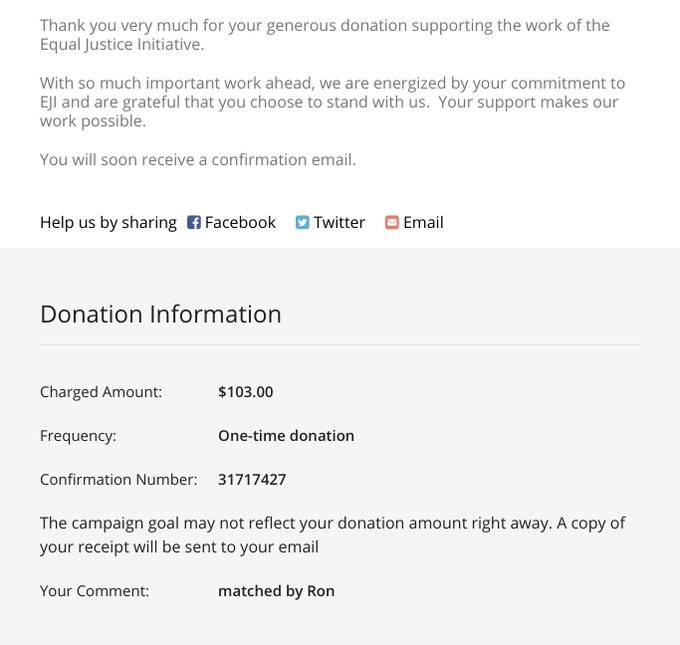 Thank you very much for your generous donation supporting the work of the
Equal Justice Initiative.
With so much important work ahead, we are energized by your commitment to
EJI and are grateful that you choose to stand with us.  Your support makes our
work possible.
You will soon receive a confirmation email.
Help us by sharing Facebook Twitter Email
Donation Information
Charged Amount: $103.00
Frequency: One-time donation
Confirmation Number: 31717427
The campaign goal may not reflect your donation amount right away. A copy of
your receipt will be sent to your email
Your Comment: matched by Ron